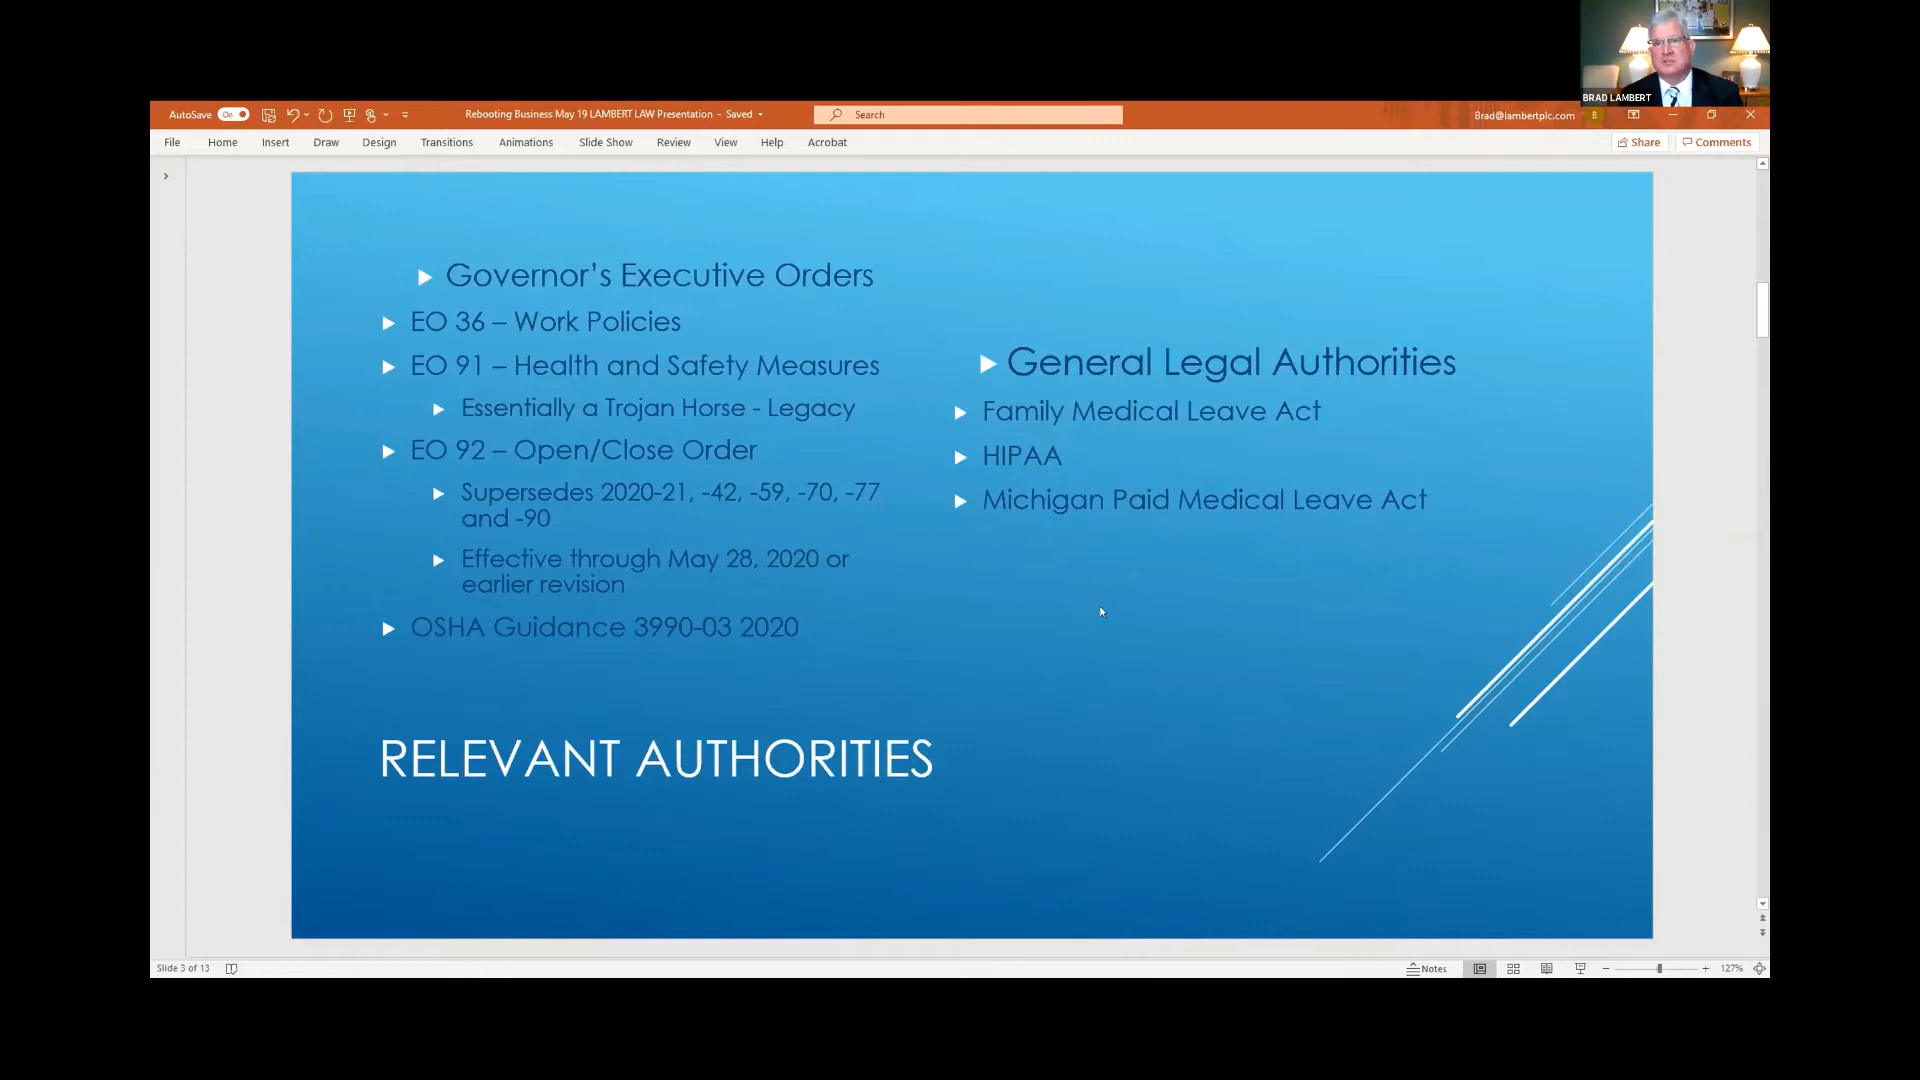 BRAD LAMBERT
AutoSave On
Rebooting Business May 19 LAMBERT LAW Presentation – Saved
Search
Brad@lambertplc.com
B
File Home Insert Draw Design Transitions Animations Slide Show Review View Help Acrobat
Share Comments
Governor's Executive Orders
EO 36 – Work Policies
EO 91 – Health and Safety Measures
Essentially a Trojan Horse - Legacy
EO 92 – Open/Close Order
Supersedes 2020-21, -42, -59, -70, -77
and -90
Effective through May 28, 2020 or
earlier revision
OSHA Guidance 3990-03 2020
General Legal Authorities
Family Medical Leave Act
HIPAA
Michigan Paid Medical Leave Act
RELEVANT AUTHORITIES
Slide 3 of 13
Notes
127%